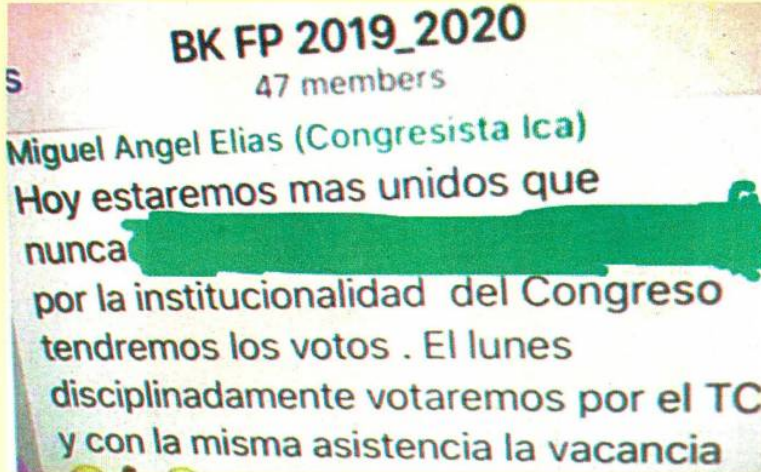 BK FP 2019_2020
s
47 members
Miguel Angel Elias (Congresista Ica)
Hoy estaremos mas unidos que
nunca
por la institucionalidad del Congreso
tendremos los votos . El lunes
disciplinadamente votaremos por el TC
y con la misma asistencia la vacancia